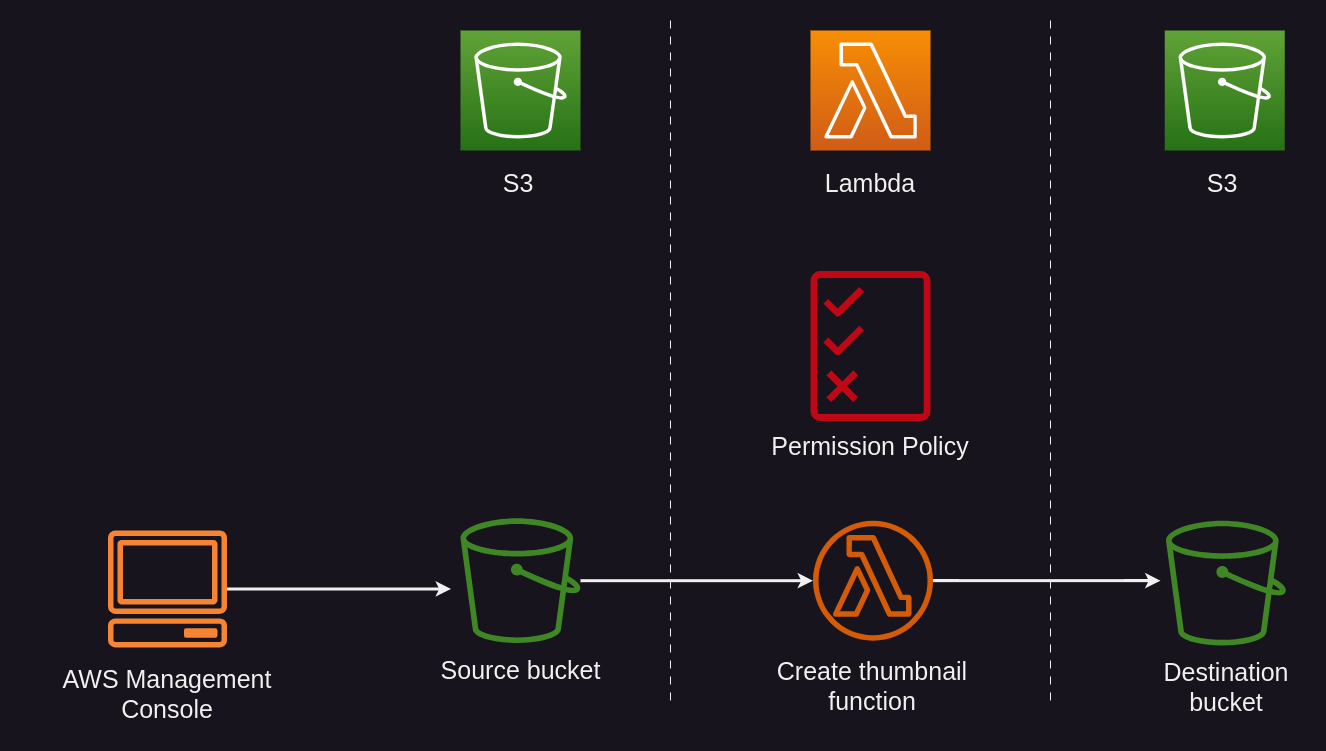 S3
Lambda
S3
Permission Policy
AWS Management
Console
Source bucket
Create thumbnail
function
Destination
bucket